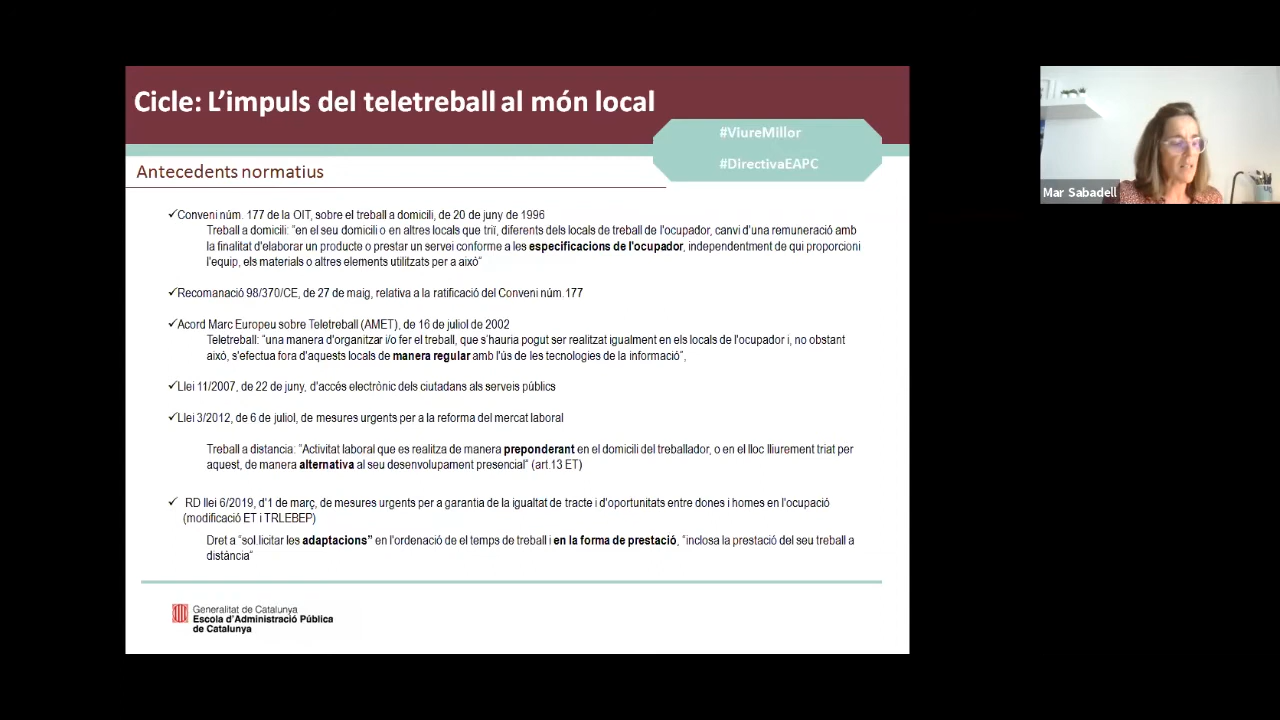 Cicle: L'impuls del teletreball al món local
#ViureMillor
#DirectivaEAPC
Antecedents normatius
✓Conveni núm. 177 de la OIT, sobre el treball a domicili, de 20 de juny de 1996
Treball a domicili: "en el seu domicili o en altres locals que triï, diferents dels locals de treball de l'ocupador, canvi d'una remuneració amb
la finalitat d'elaborar un producte o prestar un servei conforme a les especificacions de l'ocupador, independentment de qui proporcioni
l'equip, els materials o altres elements utilitzats per a això"
✓Recomanació 98/370/CE, de 27 de maig, relativa a la ratificació del Conveni núm.177
✓Acord Marc Europeu sobre Teletreball (AMET), de 16 de juliol de 2002
Teletreball: "una manera d'organitzar i/o fer el treball, que s'hauria pogut ser realitzat igualment en els locals de l'ocupador i, no obstant
això, s'efectua fora d'aquests locals de manera regular amb l'ús de les tecnologies de la informació",
✓Llei 11/2007, de 22 de juny, d'accés electrònic dels ciutadans als serveis públics
✓Llei 3/2012, de 6 de juliol, de mesures urgents per a la reforma del mercat laboral
Treball a distancia: "Activitat laboral que es realitza de manera preponderant en el domicili del treballador, o en el lloc lliurement triat per
aquest, de manera alternativa al seu desenvolupament presencial" (art.13 ET)
✓ RD llei 6/2019, d'1 de març, de mesures urgents per a garantia de la igualtat de tracte i d'oportunitats entre dones i homes en l'ocupació
(modificació ET i TRLEBEP)
Dret a "sol.licitar les adaptacions" en l'ordenació de el temps de treball i en la forma de prestació, "inclosa la prestació del seu treball a
distància"
Generalitat de Catalunya
Escola d'Administració Pública
de Catalunya
Mar Sabadell